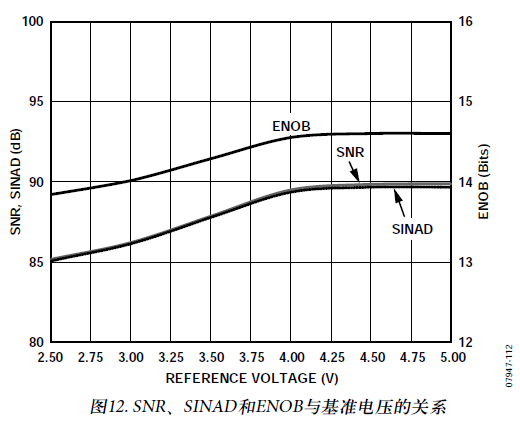 100
95
90
85
80
SNR, SINAD (dB)
16
15
14
13
12
ENOB (Bits)
ENOB
SNR
SINAD
2.50 2.75 3.00 3.25 3.50 3.75 4.00 4.25 4.50 4.75 5.00
REFERENCE VOLTAGE (V)
07947-112
图12. SNR、SINAD和ENOB与基准电压的关系